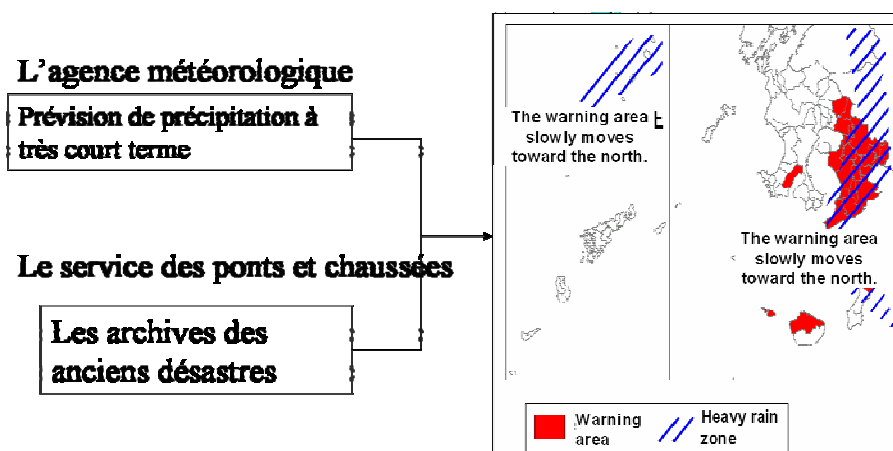 L'agence météorologique
Prévision de précipitation à
très court terme
Le service des ponts et chaussées
Les archives des
anciens désastres
The warning area
slowly moves
toward the north.
The warning area
slowly moves
toward the north.
Warning
area
Heavy rain
zone